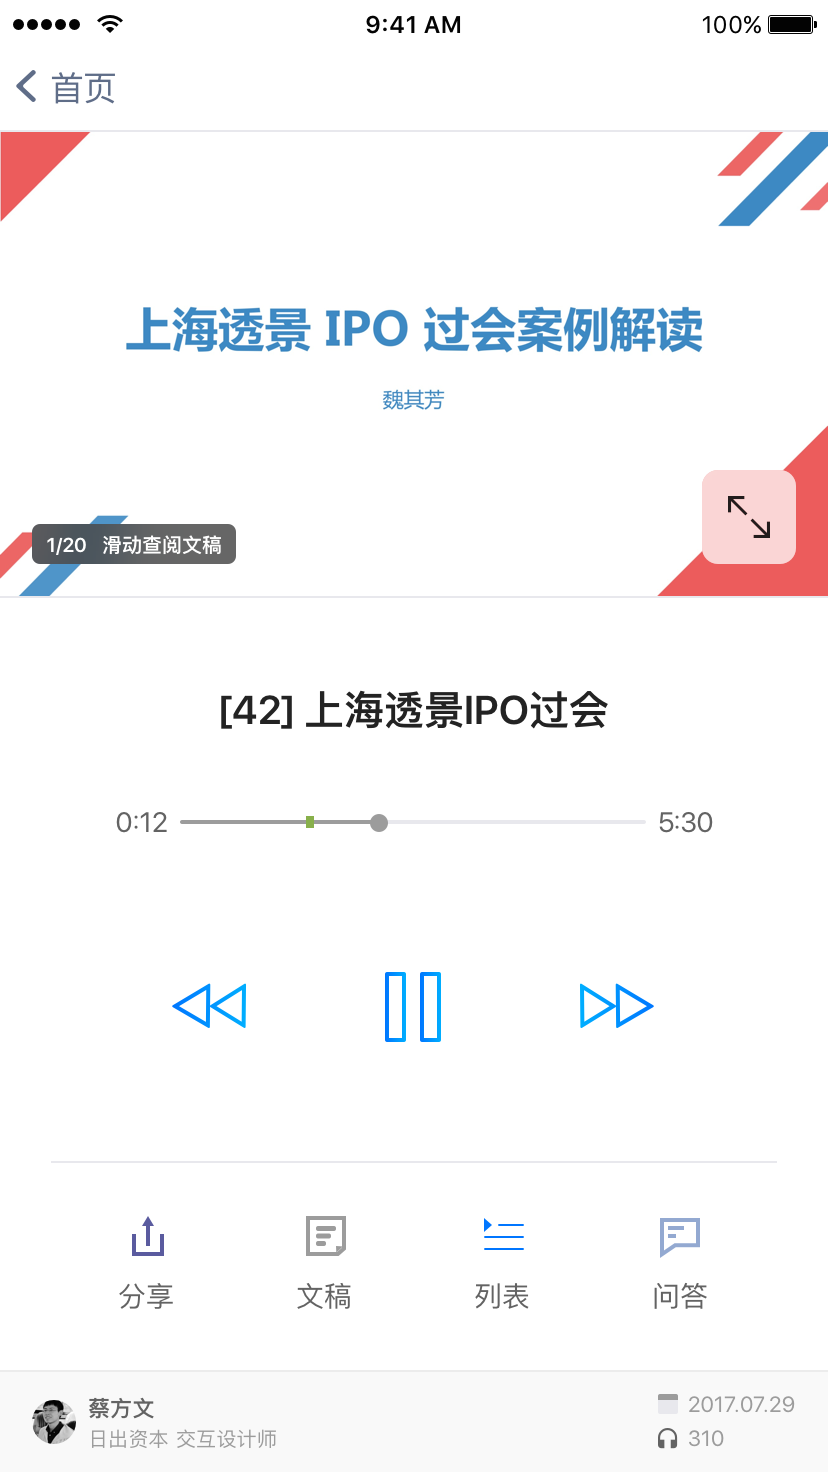 9:41 AM 100%
首页
上海透景 IPO 过会案例解读
魏其芳
1/20 滑动查阅文稿
[42] 上海透景IPO过会
0:12 5:30
分享 文稿 列表 问答
蔡方文 2017.07.29
日出资本 交互设计师 310